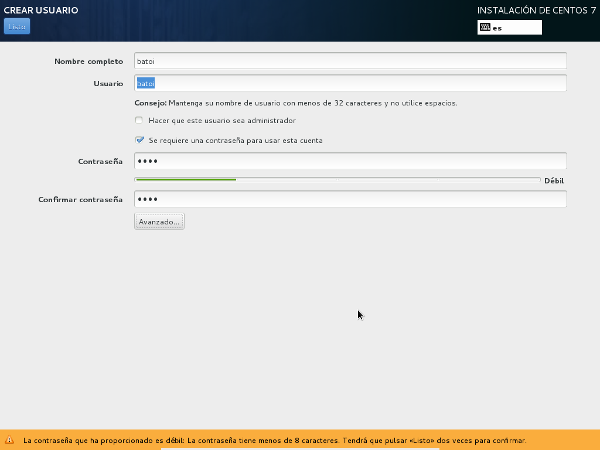 CREAR USUARIO
INSTALACIÓN DE CENTOS 7
Listo
es
Nombre completo
batoi
Usuario
batoi
Consejo: Mantenga su nombre de usuario con menos de 32 caracteres y no utilice espacios.
Hacer que este usuario sea administrador
Se requiere una contraseña para usar esta cuenta
Contraseña
••••
Débil
Confirmar contraseña
••••
Avanzado...
La contraseña que ha proporcionado es débil: La contraseña tiene menos de 8 caracteres. Tendrá que pulsar «Listo» dos veces para confirmar.